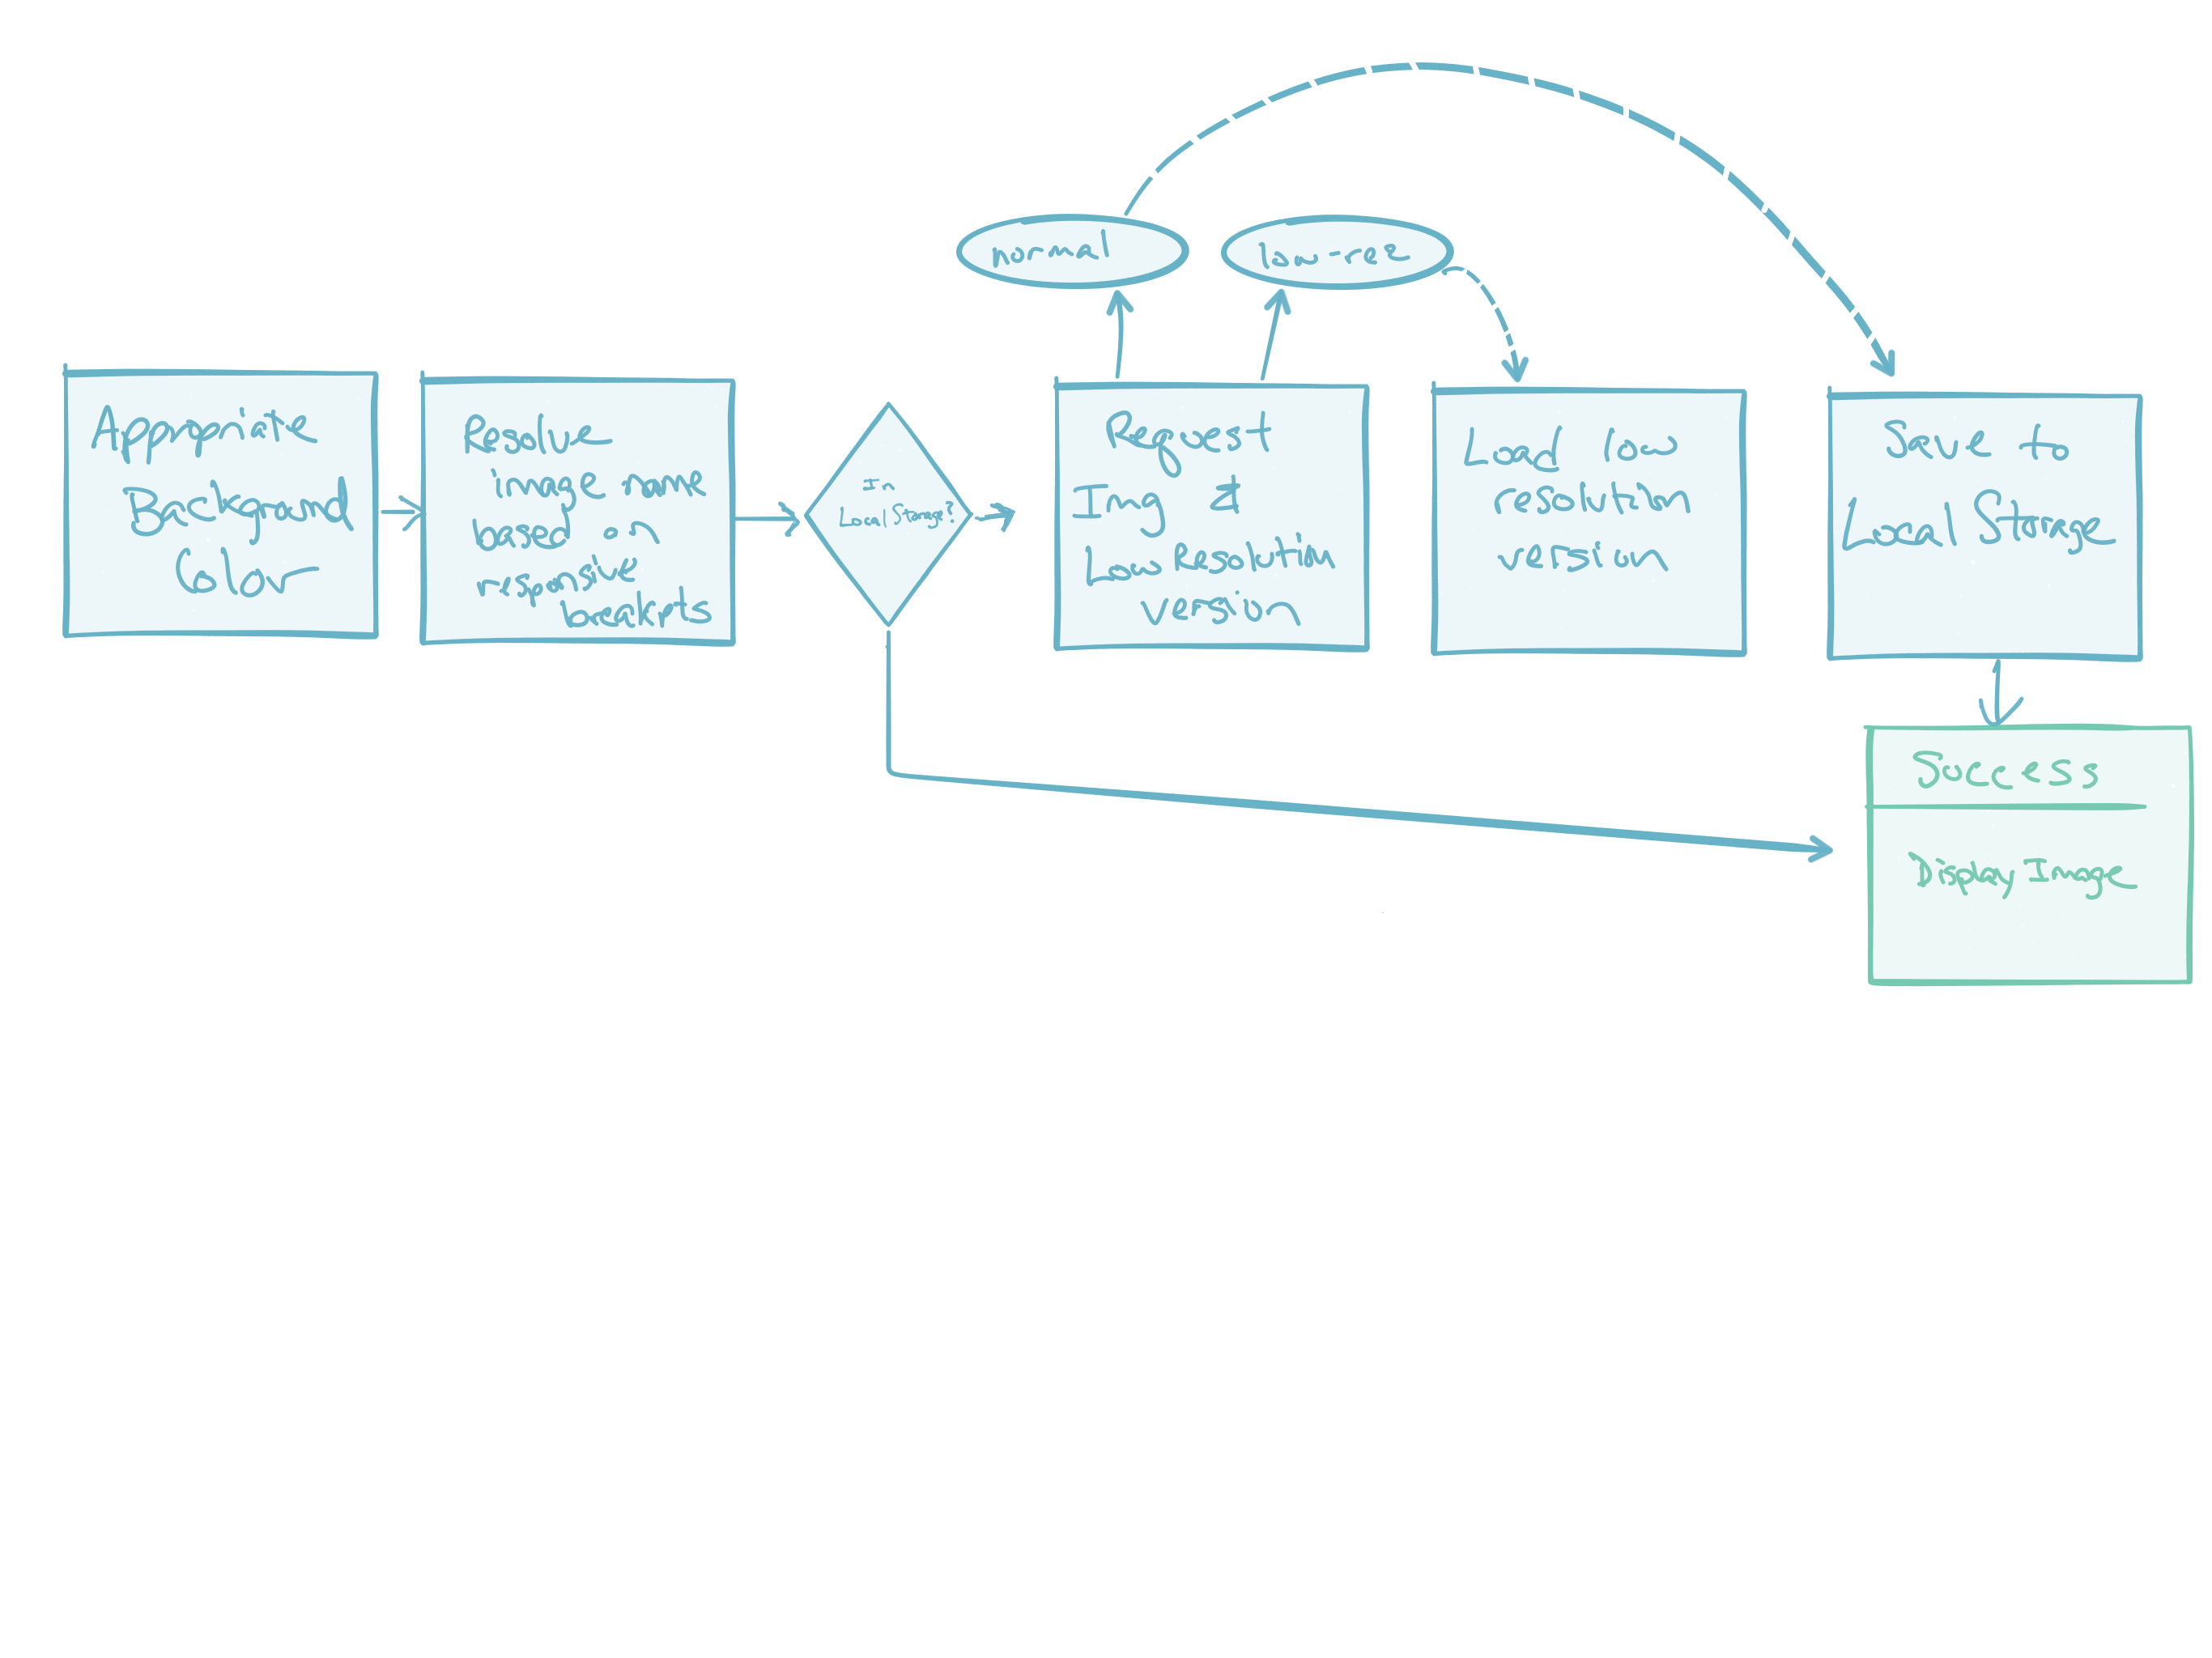 Appropriate
Background
Color
Resolve
image name
based on
responsive
breakpoints
In
Local Storage?
normal
low-res
Request
Img &
Low Resolution
Version
Load low
resolution
version
Save to
Local Storage
Success
Display Image